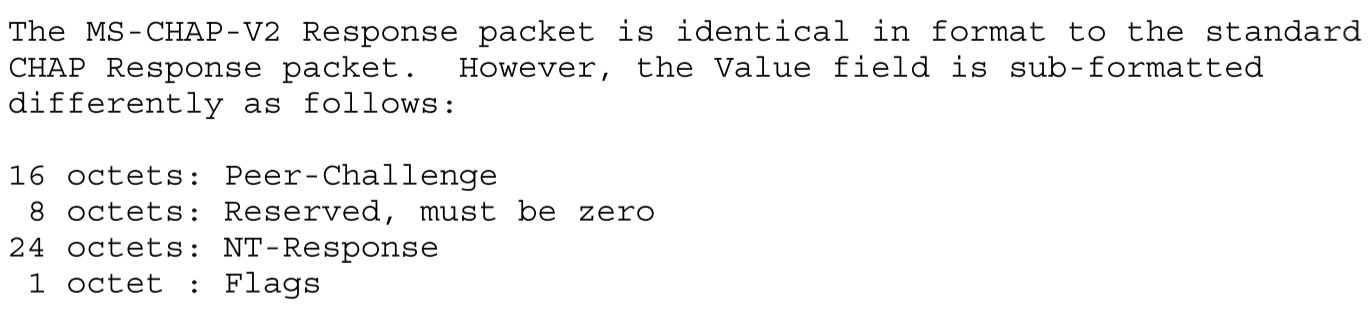 The MS-CHAP-V2 Response packet is identical in format to the standard
CHAP Response packet.  However, the Value field is sub-formatted
differently as follows:

16 octets: Peer-Challenge
 8 octets: Reserved, must be zero
24 octets: NT-Response
 1 octet : Flags